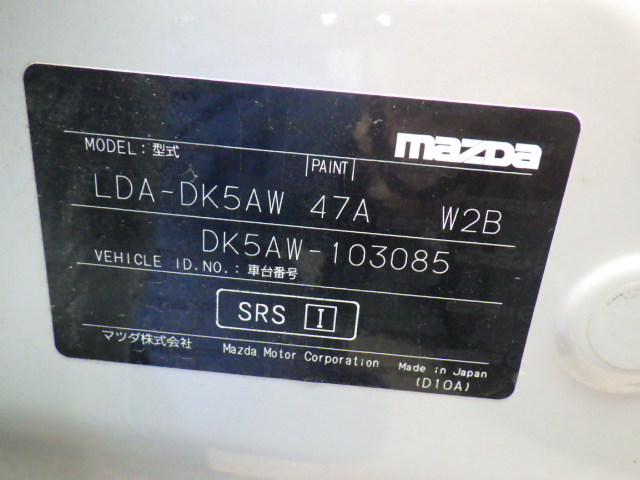 mazda
MODEL: 型式 PAINT
LDA-DK5AW 47A W2B
DK5AW-103085
VEHICLE ID.NO.: 車台番号
SRS I
マツダ株式会社 Mazda Motor Corporation Made in Japan
(D10A)